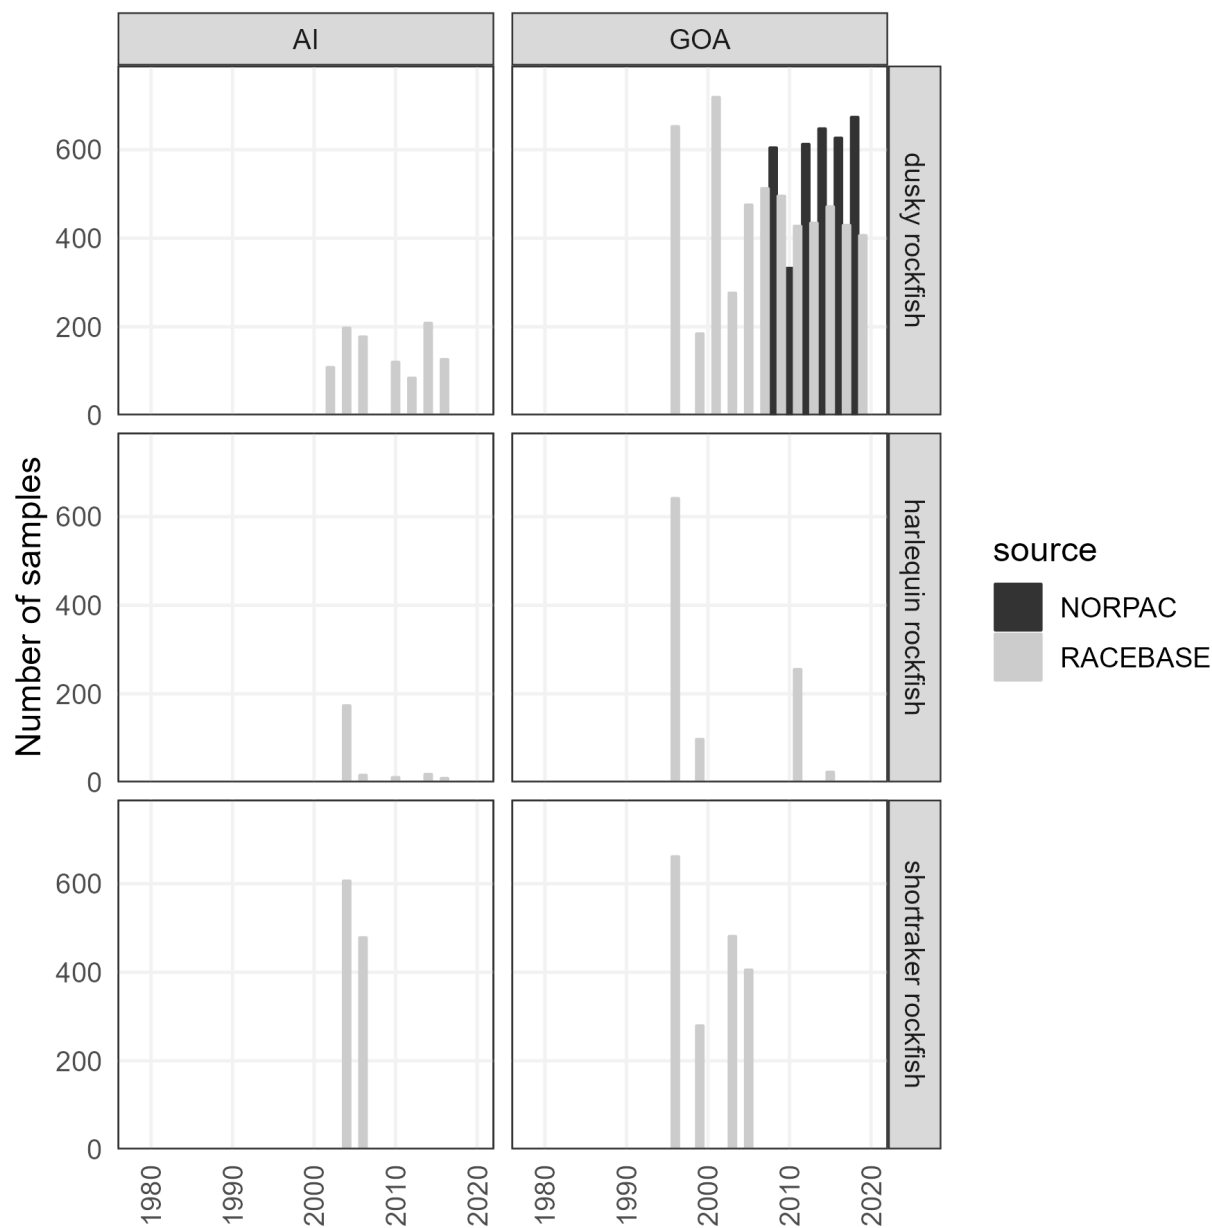 AI
GOA
600
400
200
0
dusky rockfish
600
400
200
0
harlequin rockfish
600
400
200
0
shortraker rockfish
Number of samples
1980
1990
2000
2010
2020
1980
1990
2000
2010
2020
source
NORPAC
RACEBASE